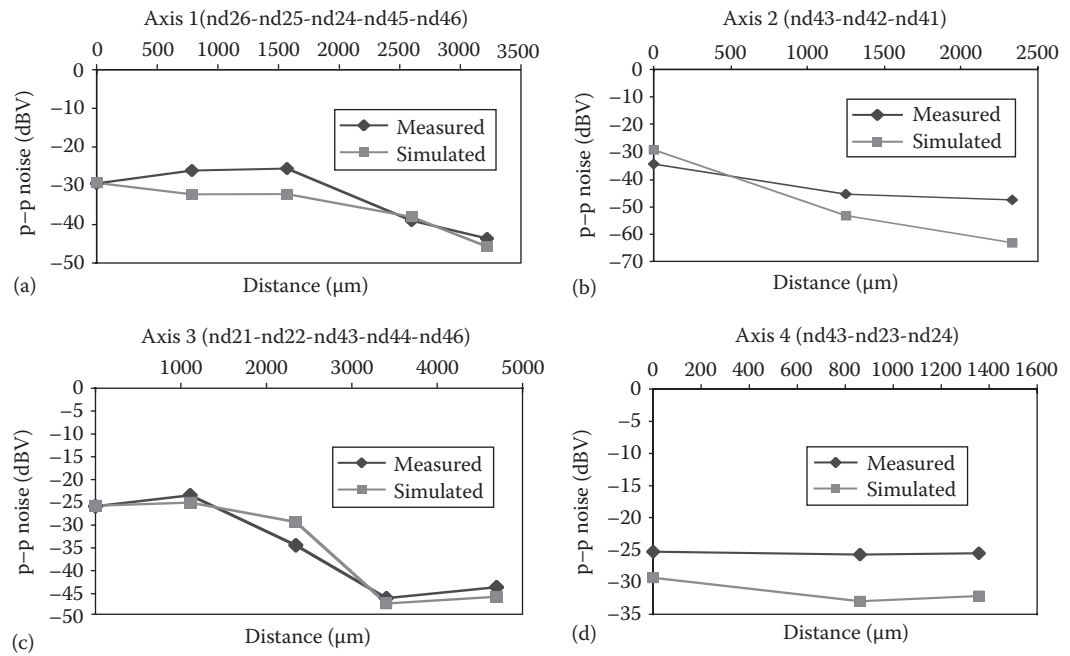 Axis 1(nd26-nd25-nd24-nd45-nd46)
0 500 1000 1500 2000 2500 3000 3500
0
−10
−20
−30
−40
−50
p–p noise (dBV)
Measured
Simulated
(a)
Distance (µm)
Axis 2 (nd43-nd42-nd41)
0 500 1000 1500 2000 2500
0
−10
−20
−30
−40
−50
−60
−70
p–p noise (dBV)
Measured
Simulated
(b)
Distance (µm)
Axis 3 (nd21-nd22-nd43-nd44-nd46)
1000 2000 3000 4000 5000
0
−5
−10
−15
−20
−25
−30
−35
−40
−45
−50
p–p noise (dBV)
Measured
Simulated
(c)
Distance (µm)
Axis 4 (nd43-nd23-nd24)
0 200 400 600 800 1000 1200 1400 1600
0
−5
−10
−15
−20
−25
−30
−35
p–p noise (dBV)
Measured
Simulated
(d)
Distance (µm)